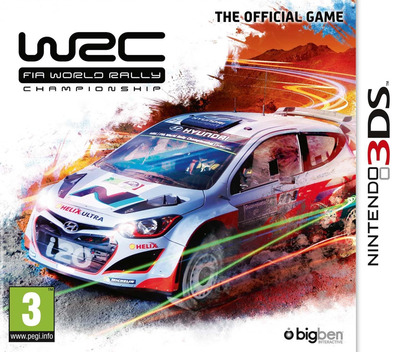 THE OFFICIAL GAME
WRC
FIA WORLD RALLY
CHAMPIONSHIP
NINTENDO 3DS
HYUNDAI
HELIX ULTRA
HELIX
i20
3
www.pegi.info
bigben
INTERACTIVE